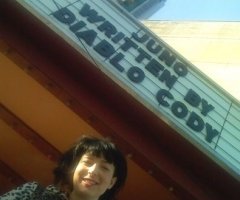 JUNO
WRITTEN BY
DIABLO CODY